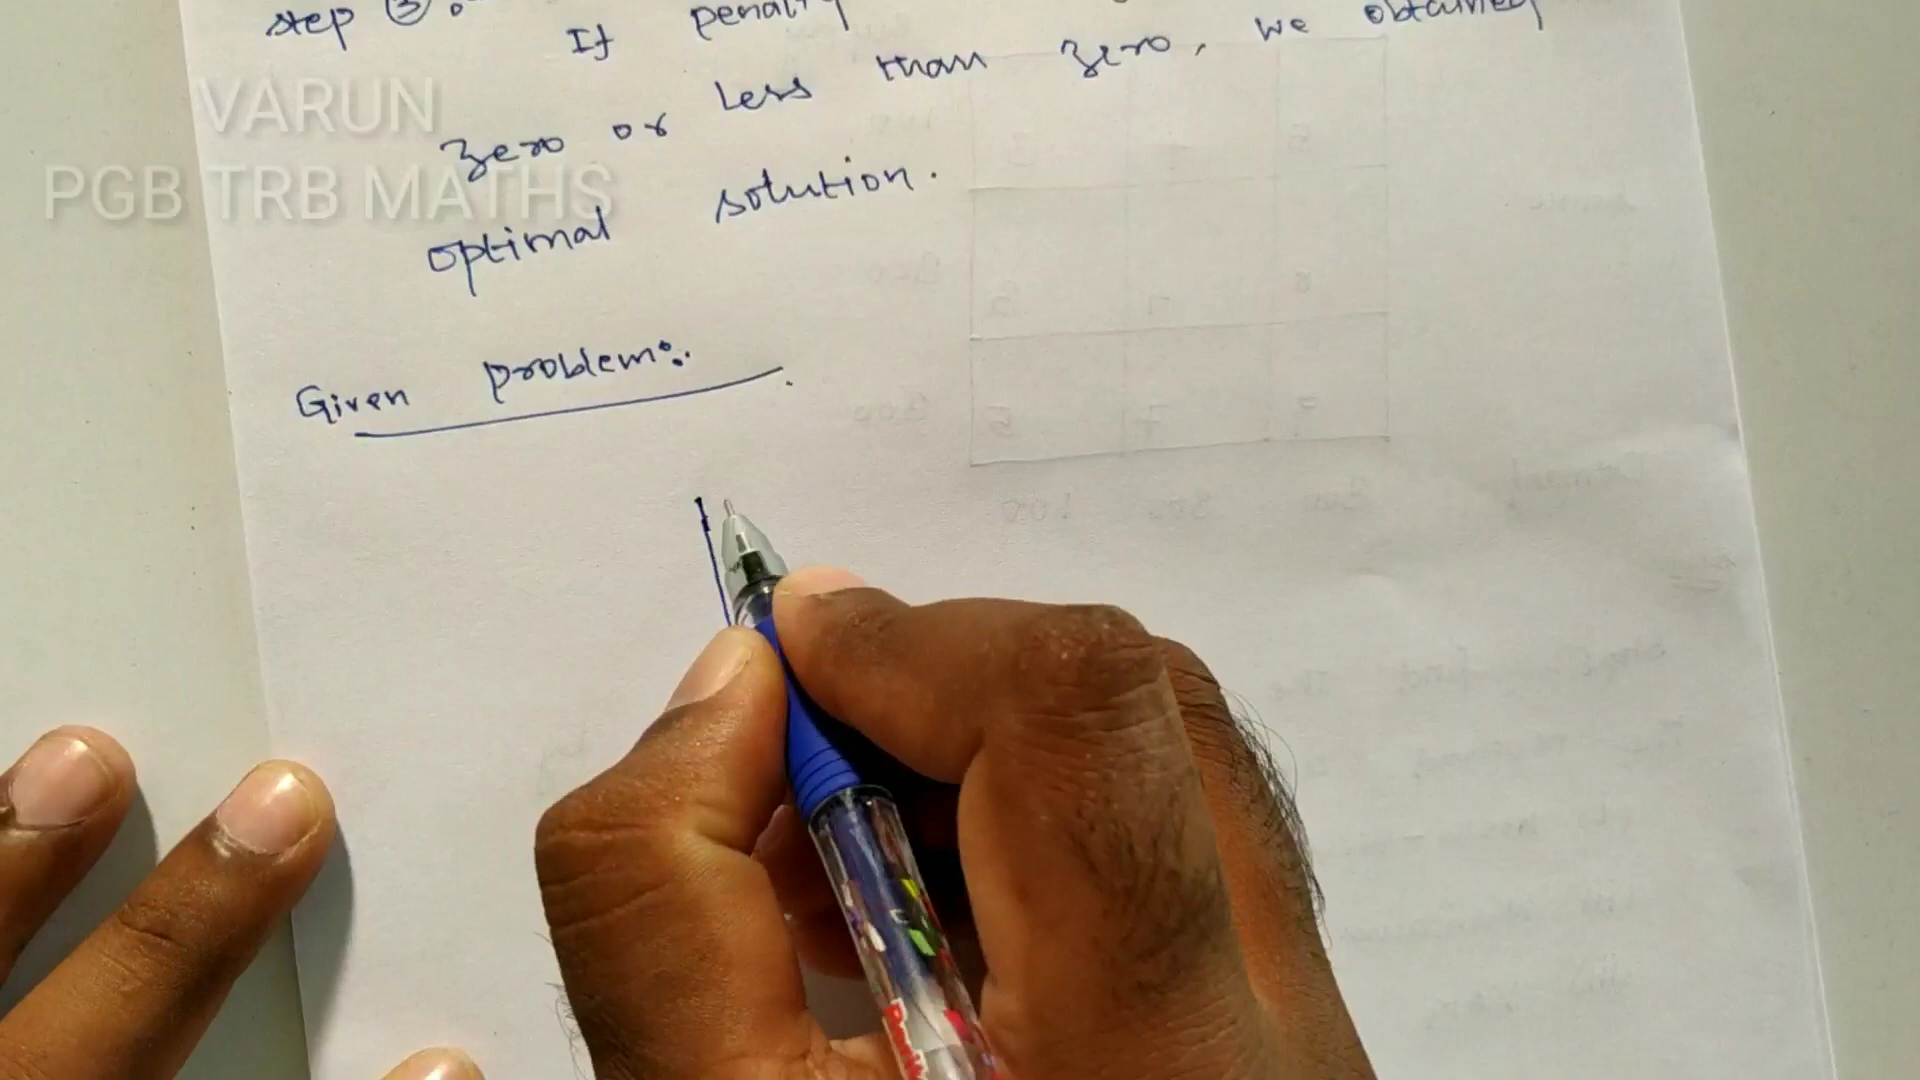 step ③ :
If penalty
zero or less than zero, we obtained
optimal solution.
Given problem:
VARUN
PGB TRB MATHS